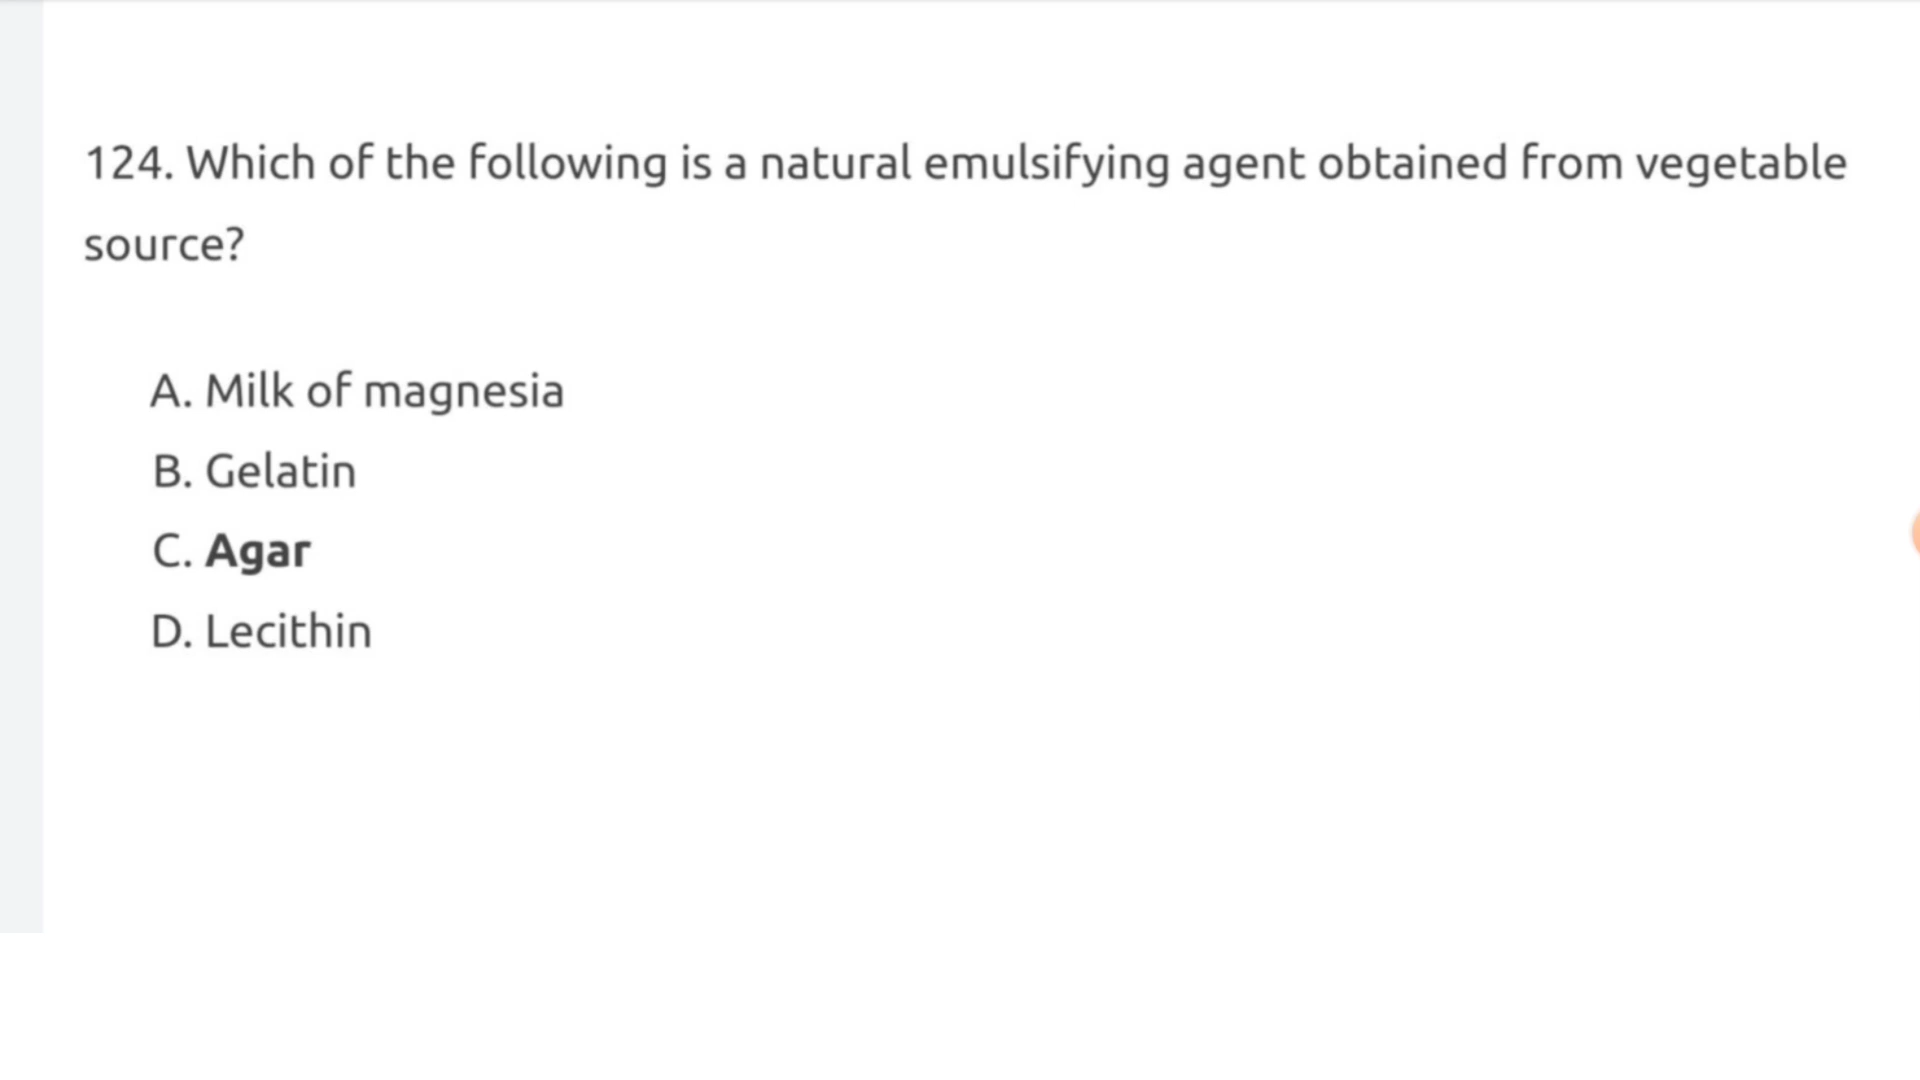 124. Which of the following is a natural emulsifying agent obtained from vegetable
source?
A. Milk of magnesia
B. Gelatin
C. Agar
D. Lecithin